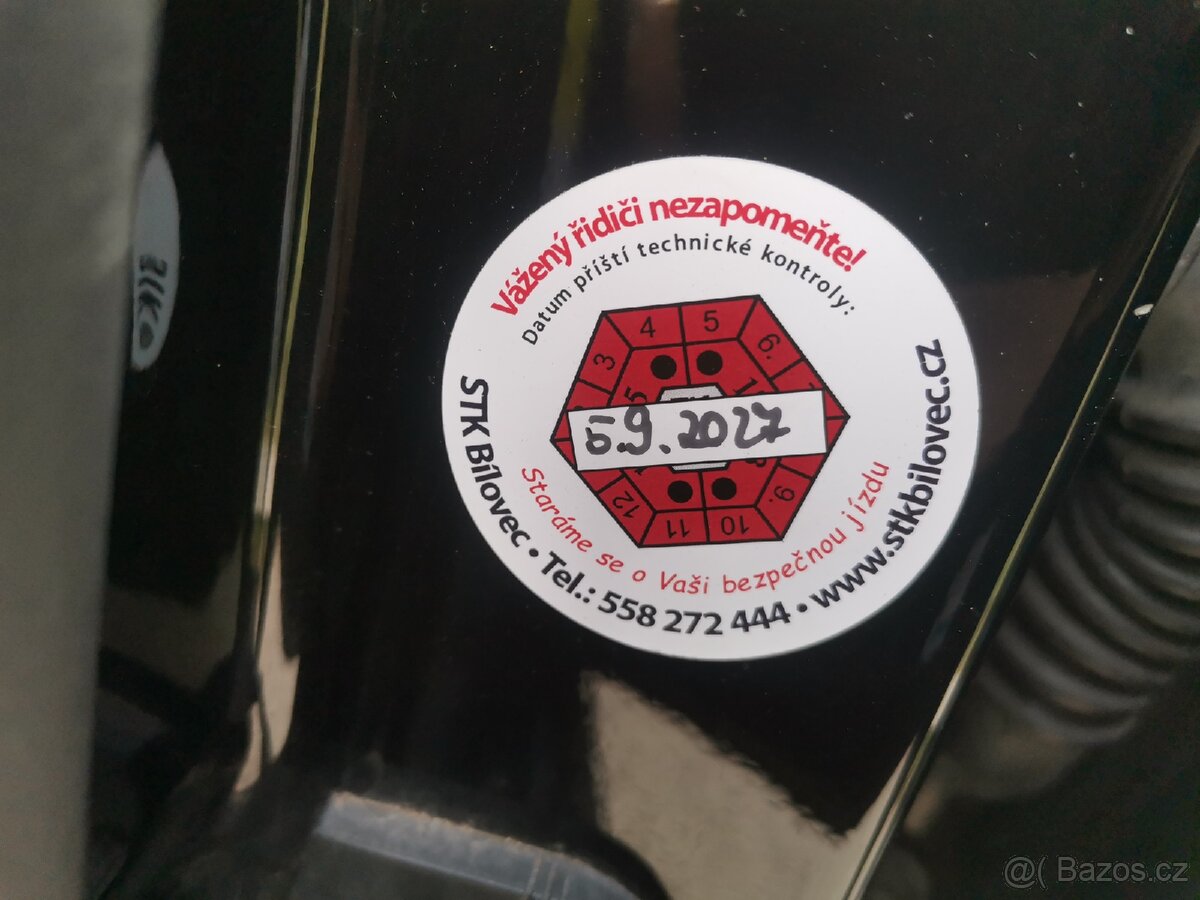 Vážený řidiči nezapomeňte!
Datum příští technické kontroly:
3 4 5 6.
5.9.2027
12 11 10 9.
Staráme se o Vaši bezpečnou jízdu
STK Bílovec • Tel.: 558 272 444 • www.stkbilovec.cz
@( Bazos.cz